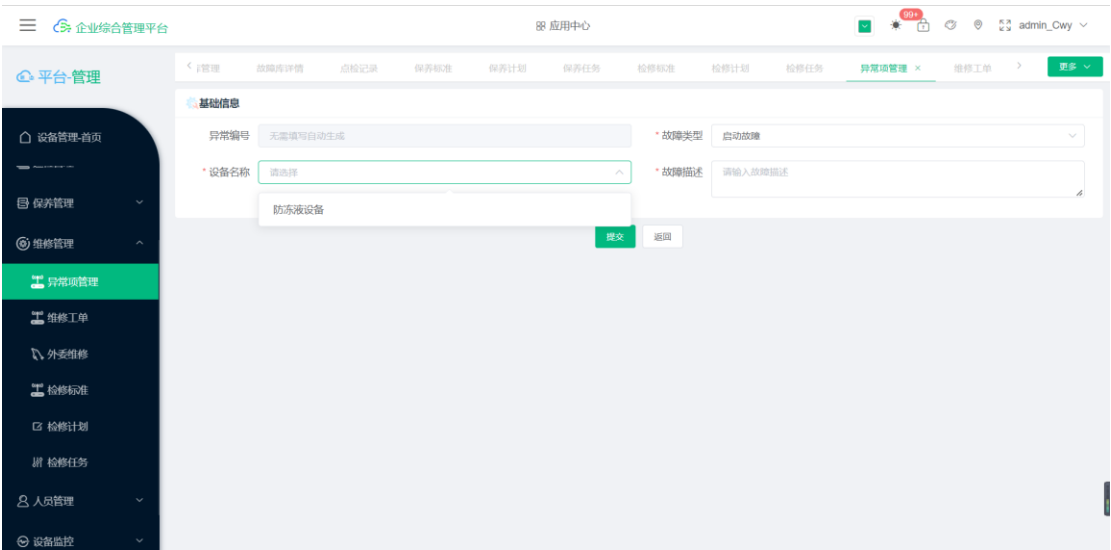 企业综合管理平台
应用中心
99+
admin_Cwy
平台-管理
管理 故障库详情 点检记录 保养标准 保养计划 保养任务 检修标准 检修计划 检修任务 异常项管理 × 维修工单 更多
基础信息
异常编号 无需填写自动生成
* 故障类型 启动故障
* 设备名称 请选择
* 故障描述 请输入故障描述
防冻液设备
提交 返回
设备管理-首页
保养管理
维修管理
异常项管理
维修工单
外委维修
检修标准
检修计划
检修任务
人员管理
设备监控